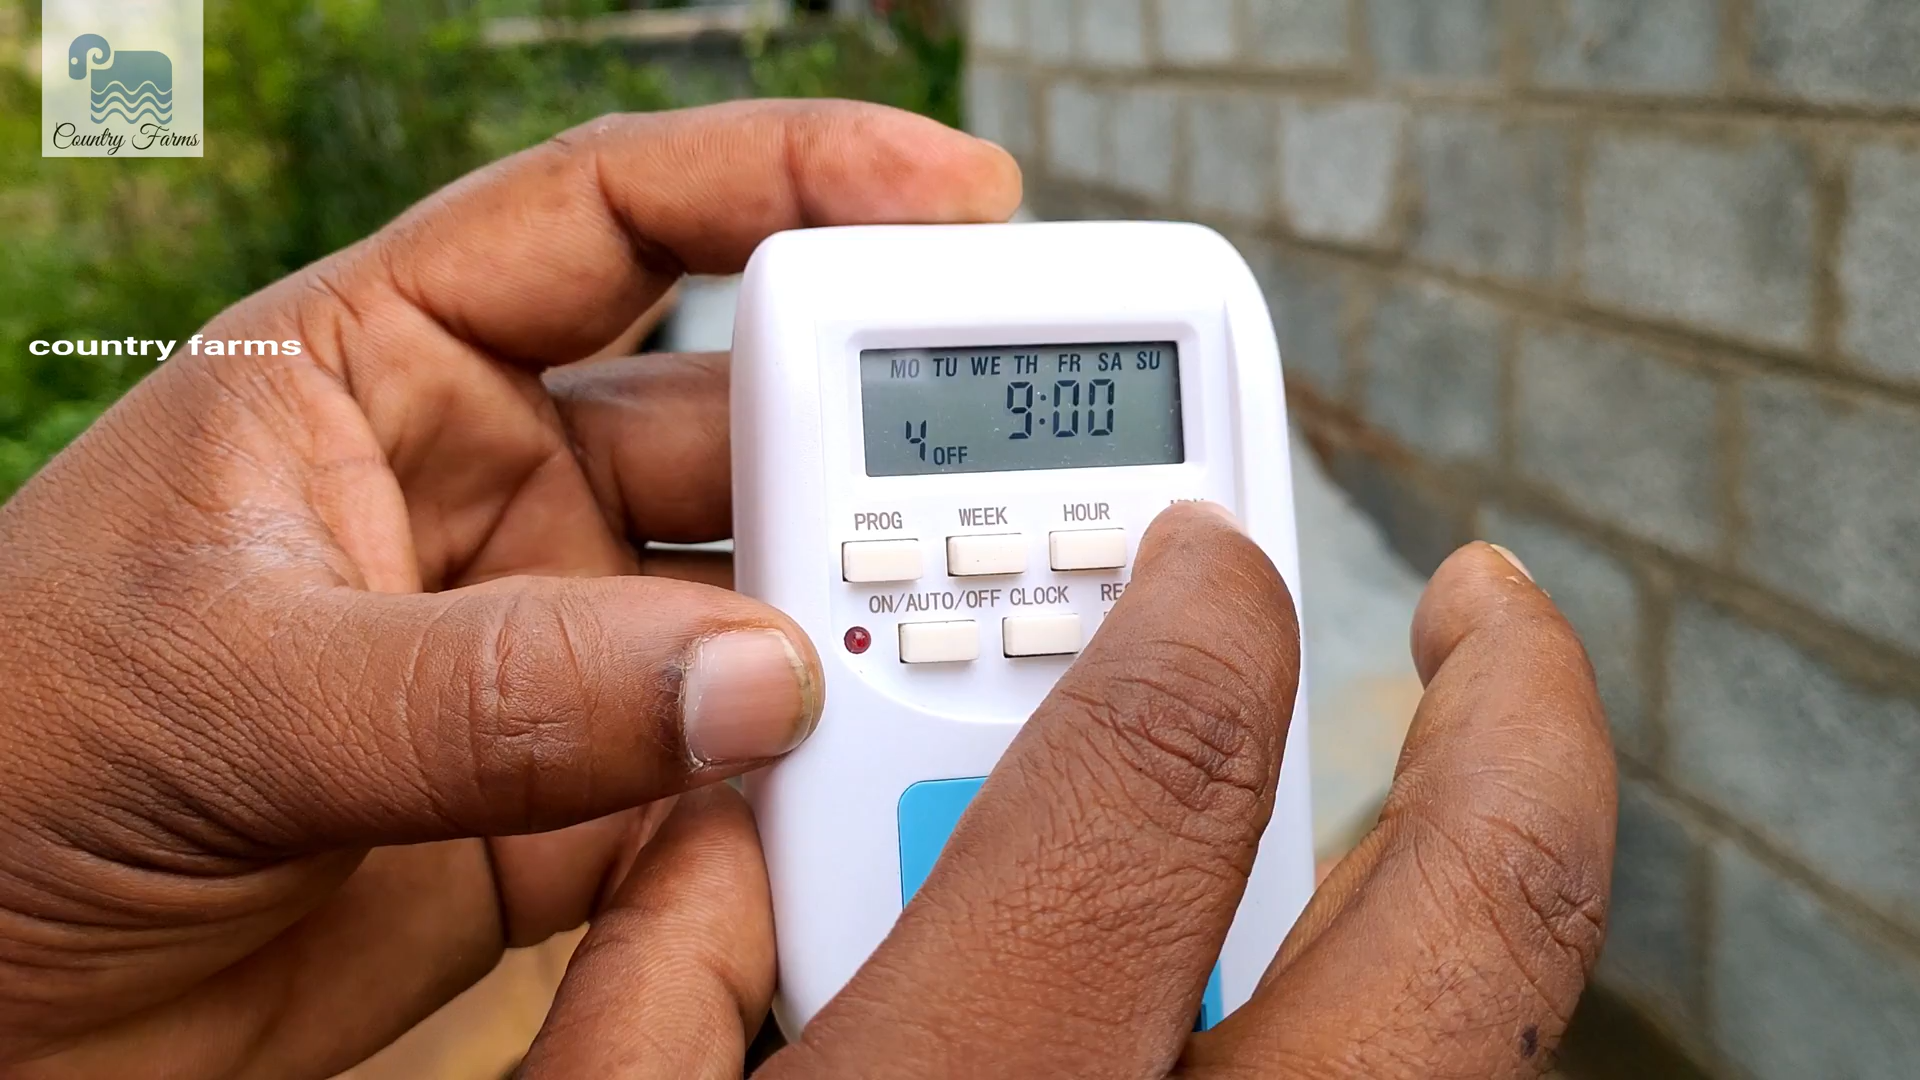 Country Farms
country farms
MO TU WE TH FR SA SU
9:00
4 OFF
PROG WEEK HOUR
ON/AUTO/OFF CLOCK